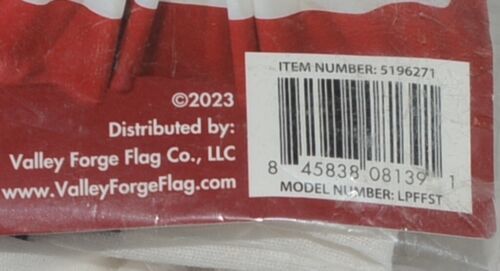 ©2023
Distributed by:
Valley Forge Flag Co., LLC
www.ValleyForgeFlag.com
ITEM NUMBER: 5196271
8 45838 08139 1
MODEL NUMBER: LPFFST